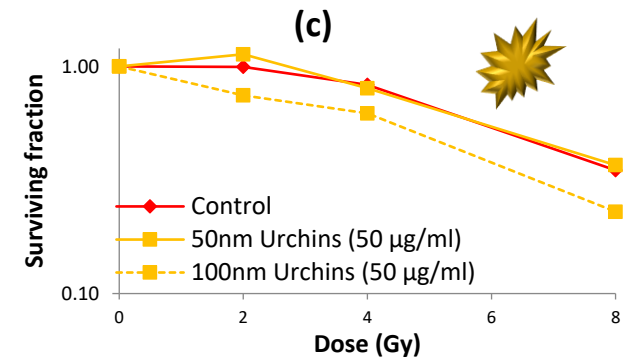 (c)
1.00
Surviving fraction
Control
50nm Urchins (50 µg/ml)
100nm Urchins (50 µg/ml)
0.10
0 2 4 6 8
Dose (Gy)